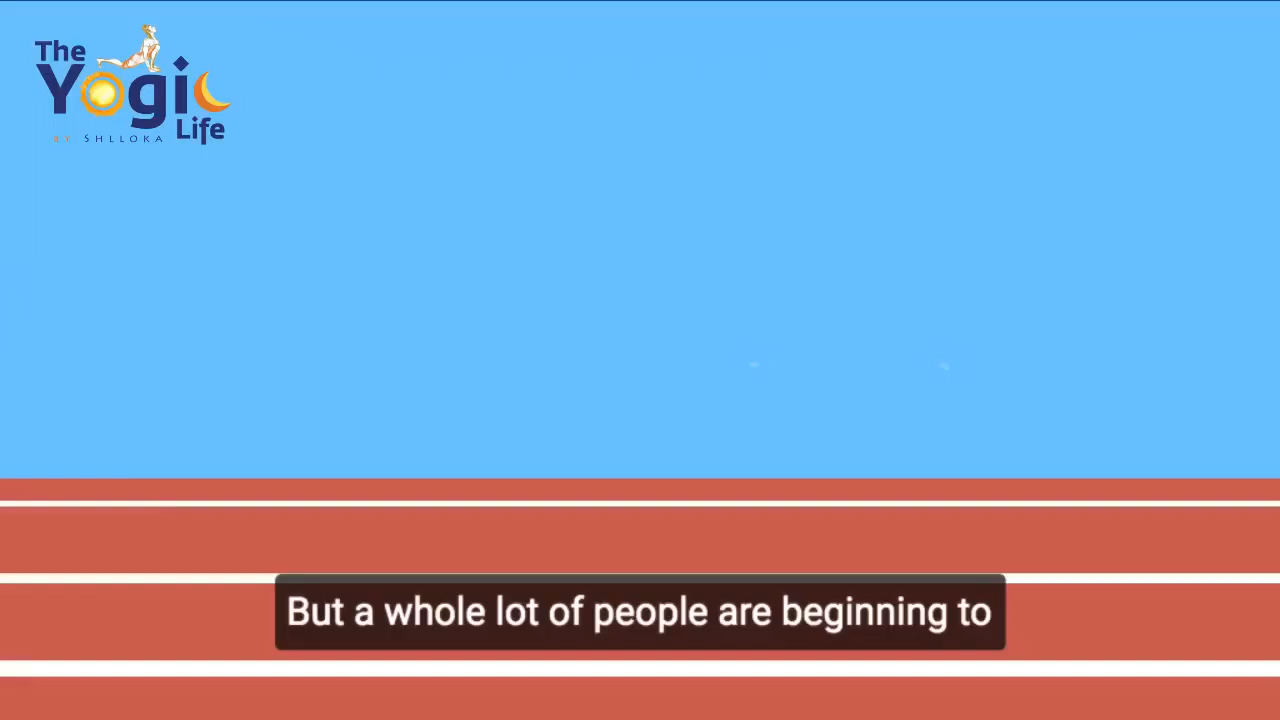 The
Yogic
Life
BY SHLLOKA
But a whole lot of people are beginning to